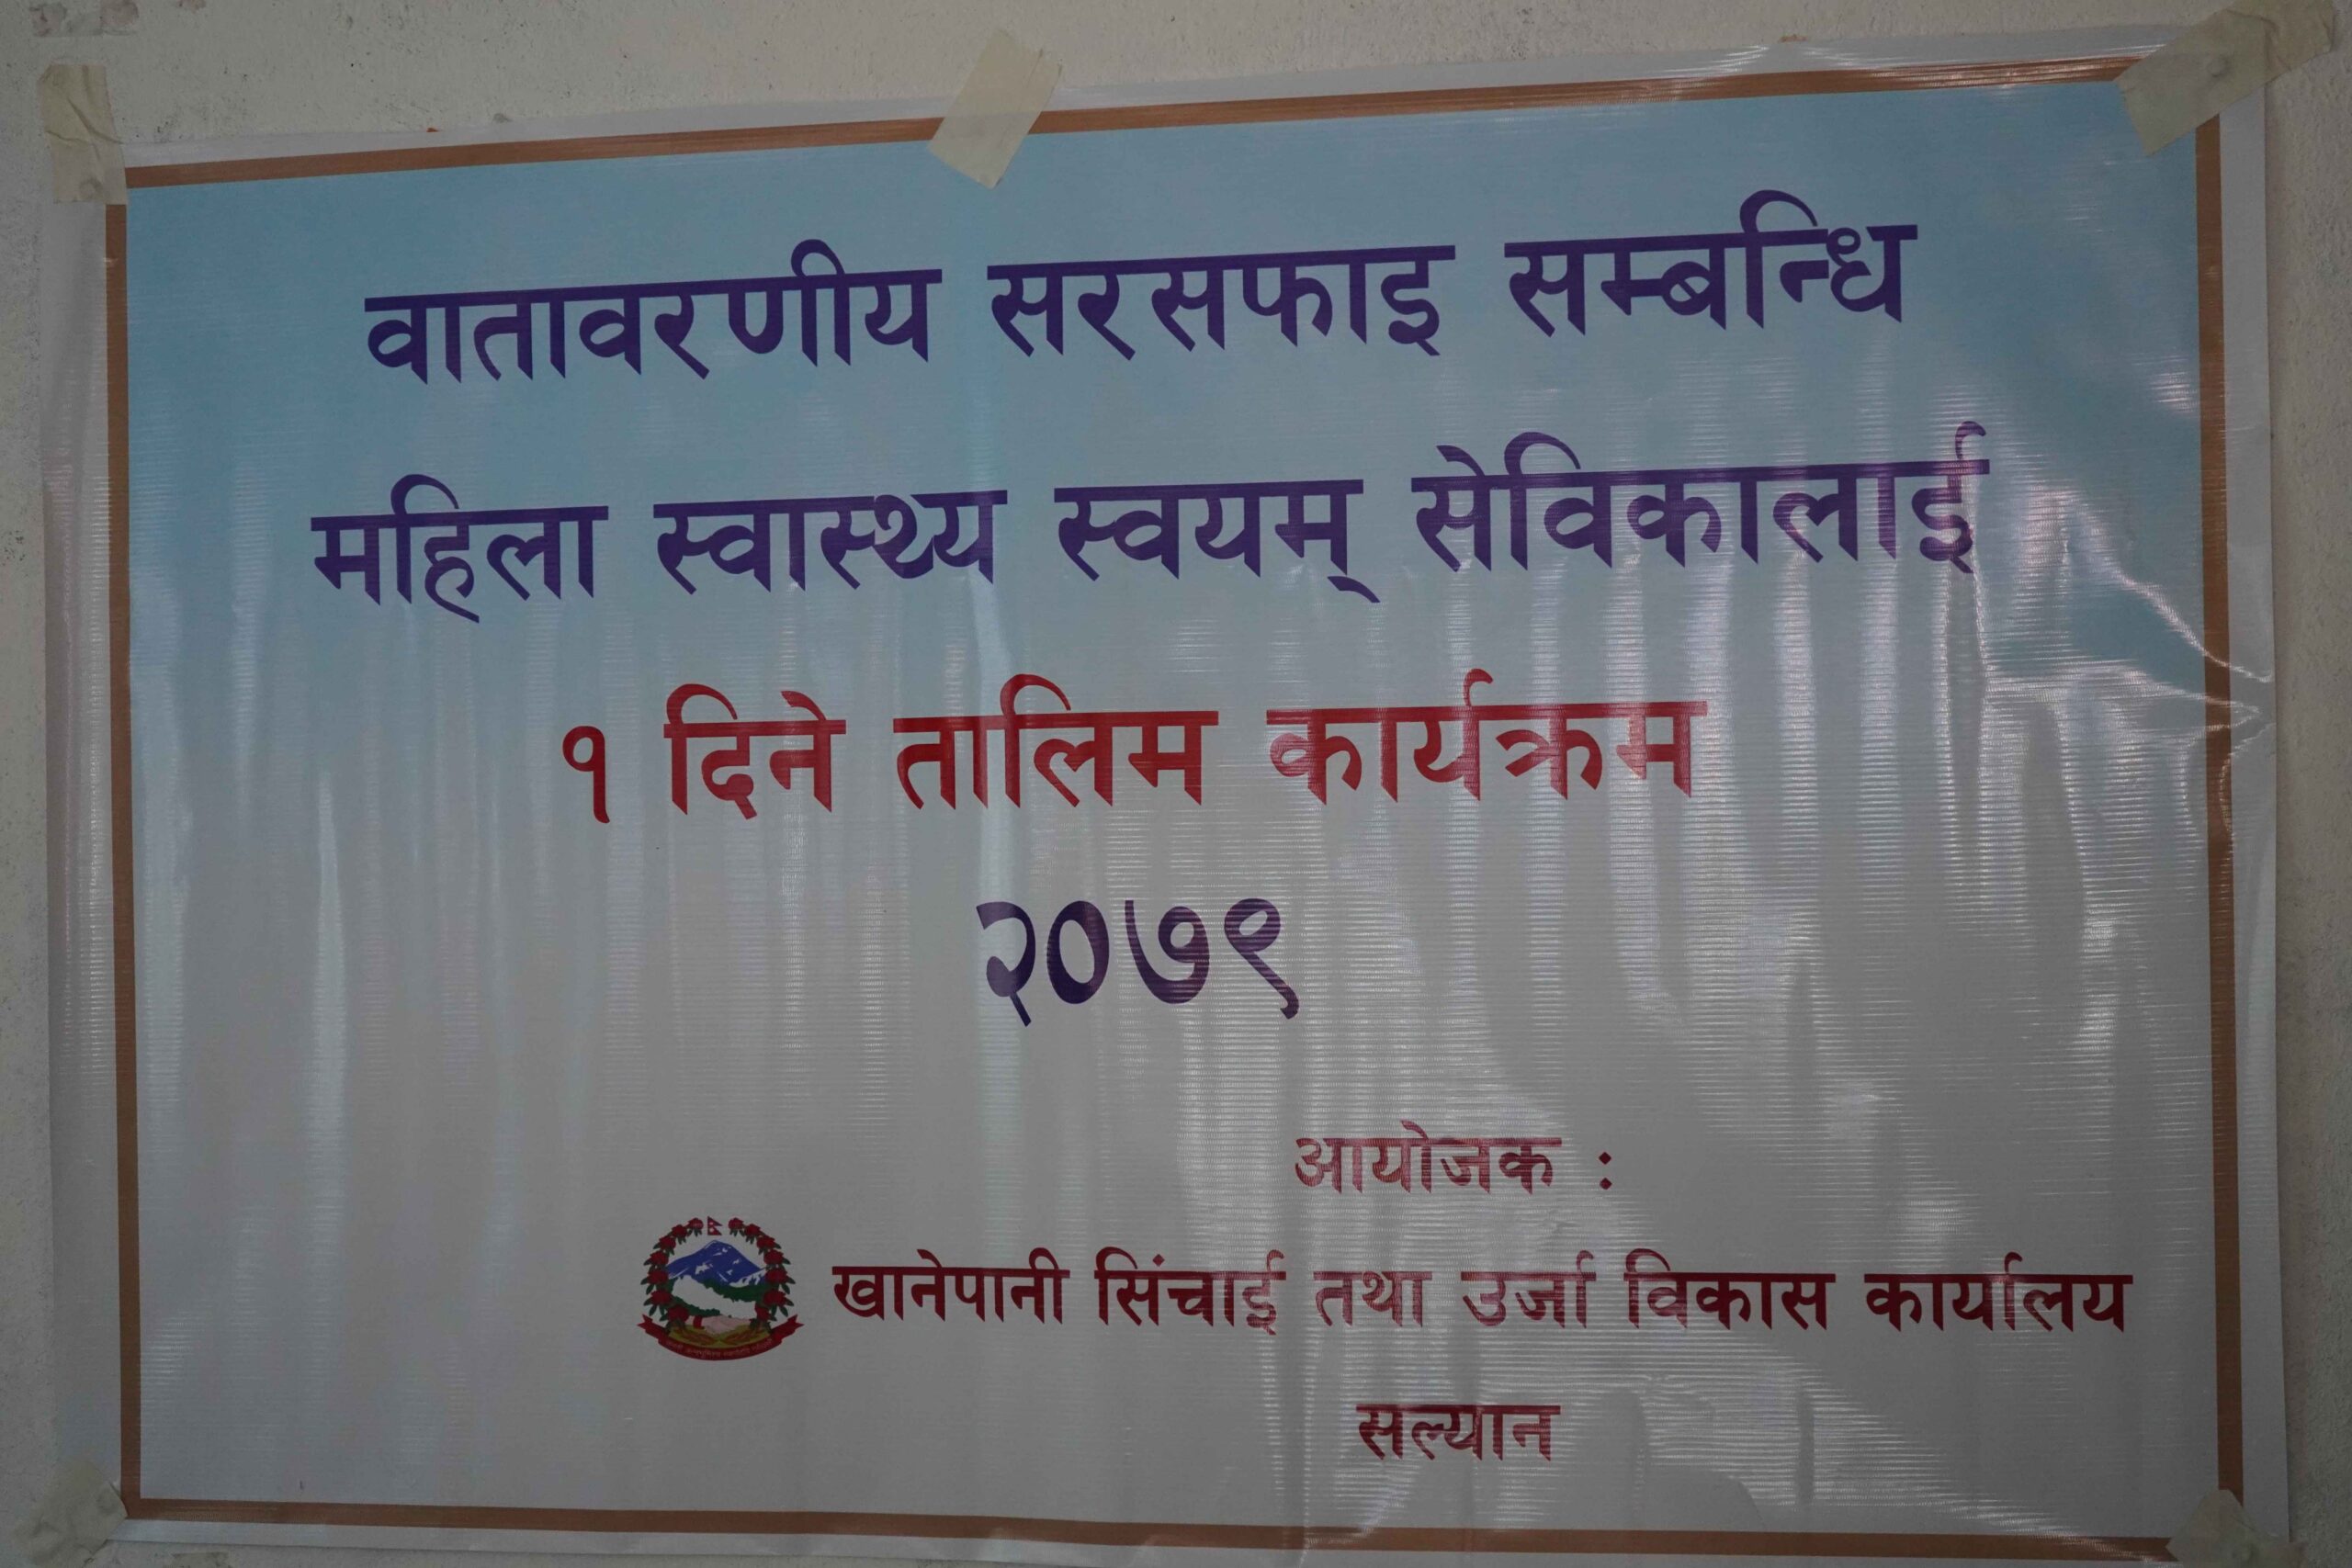 वातावरणीय सरसफाइ सम्बन्धि
महिला स्वास्थ्य स्वयम् सेविकालाई
१ दिने तालिम कार्यक्रम
२०७९
आयोजक :
खानेपानी सिंचाई तथा उर्जा विकास कार्यालय
सल्यान